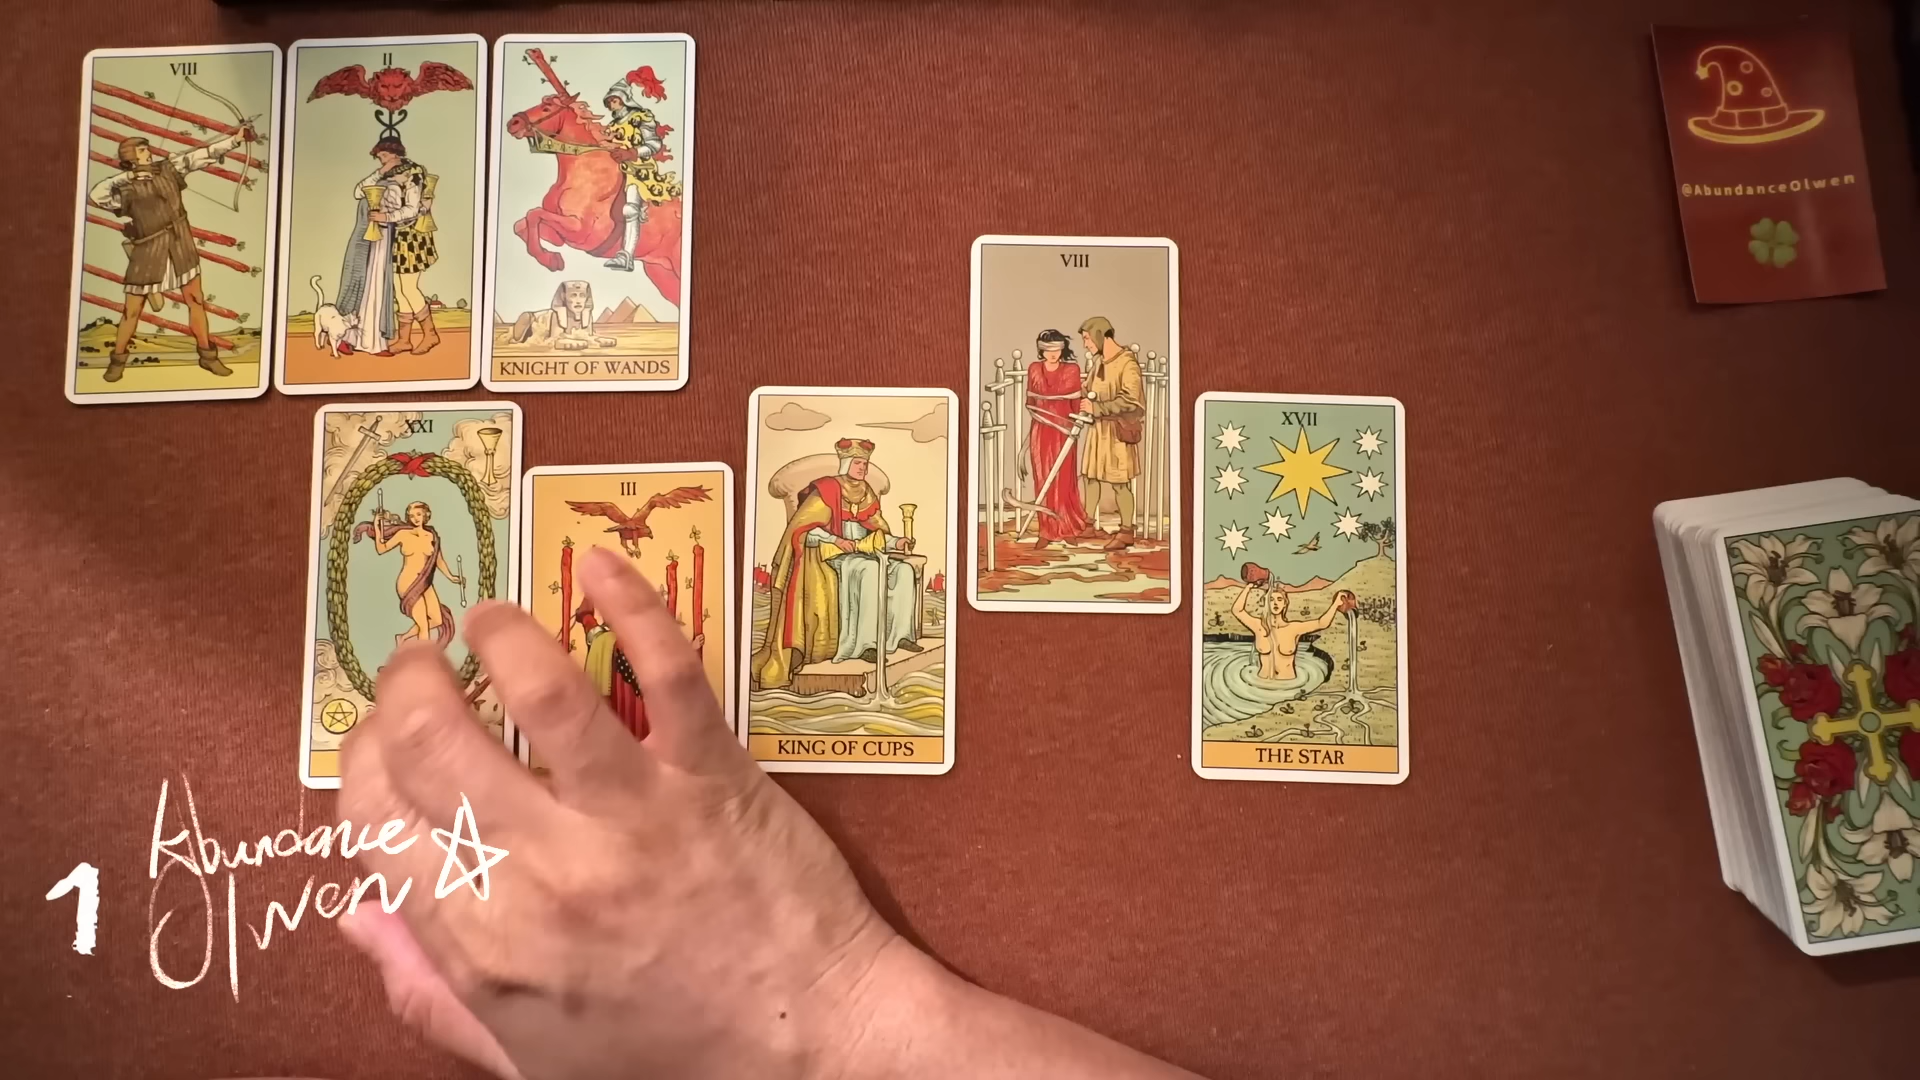 VIII
II
KNIGHT OF WANDS
XXI
III
KING OF CUPS
VIII
XVII
THE STAR
@AbundanceOlwen
1
Abundance
Olwen